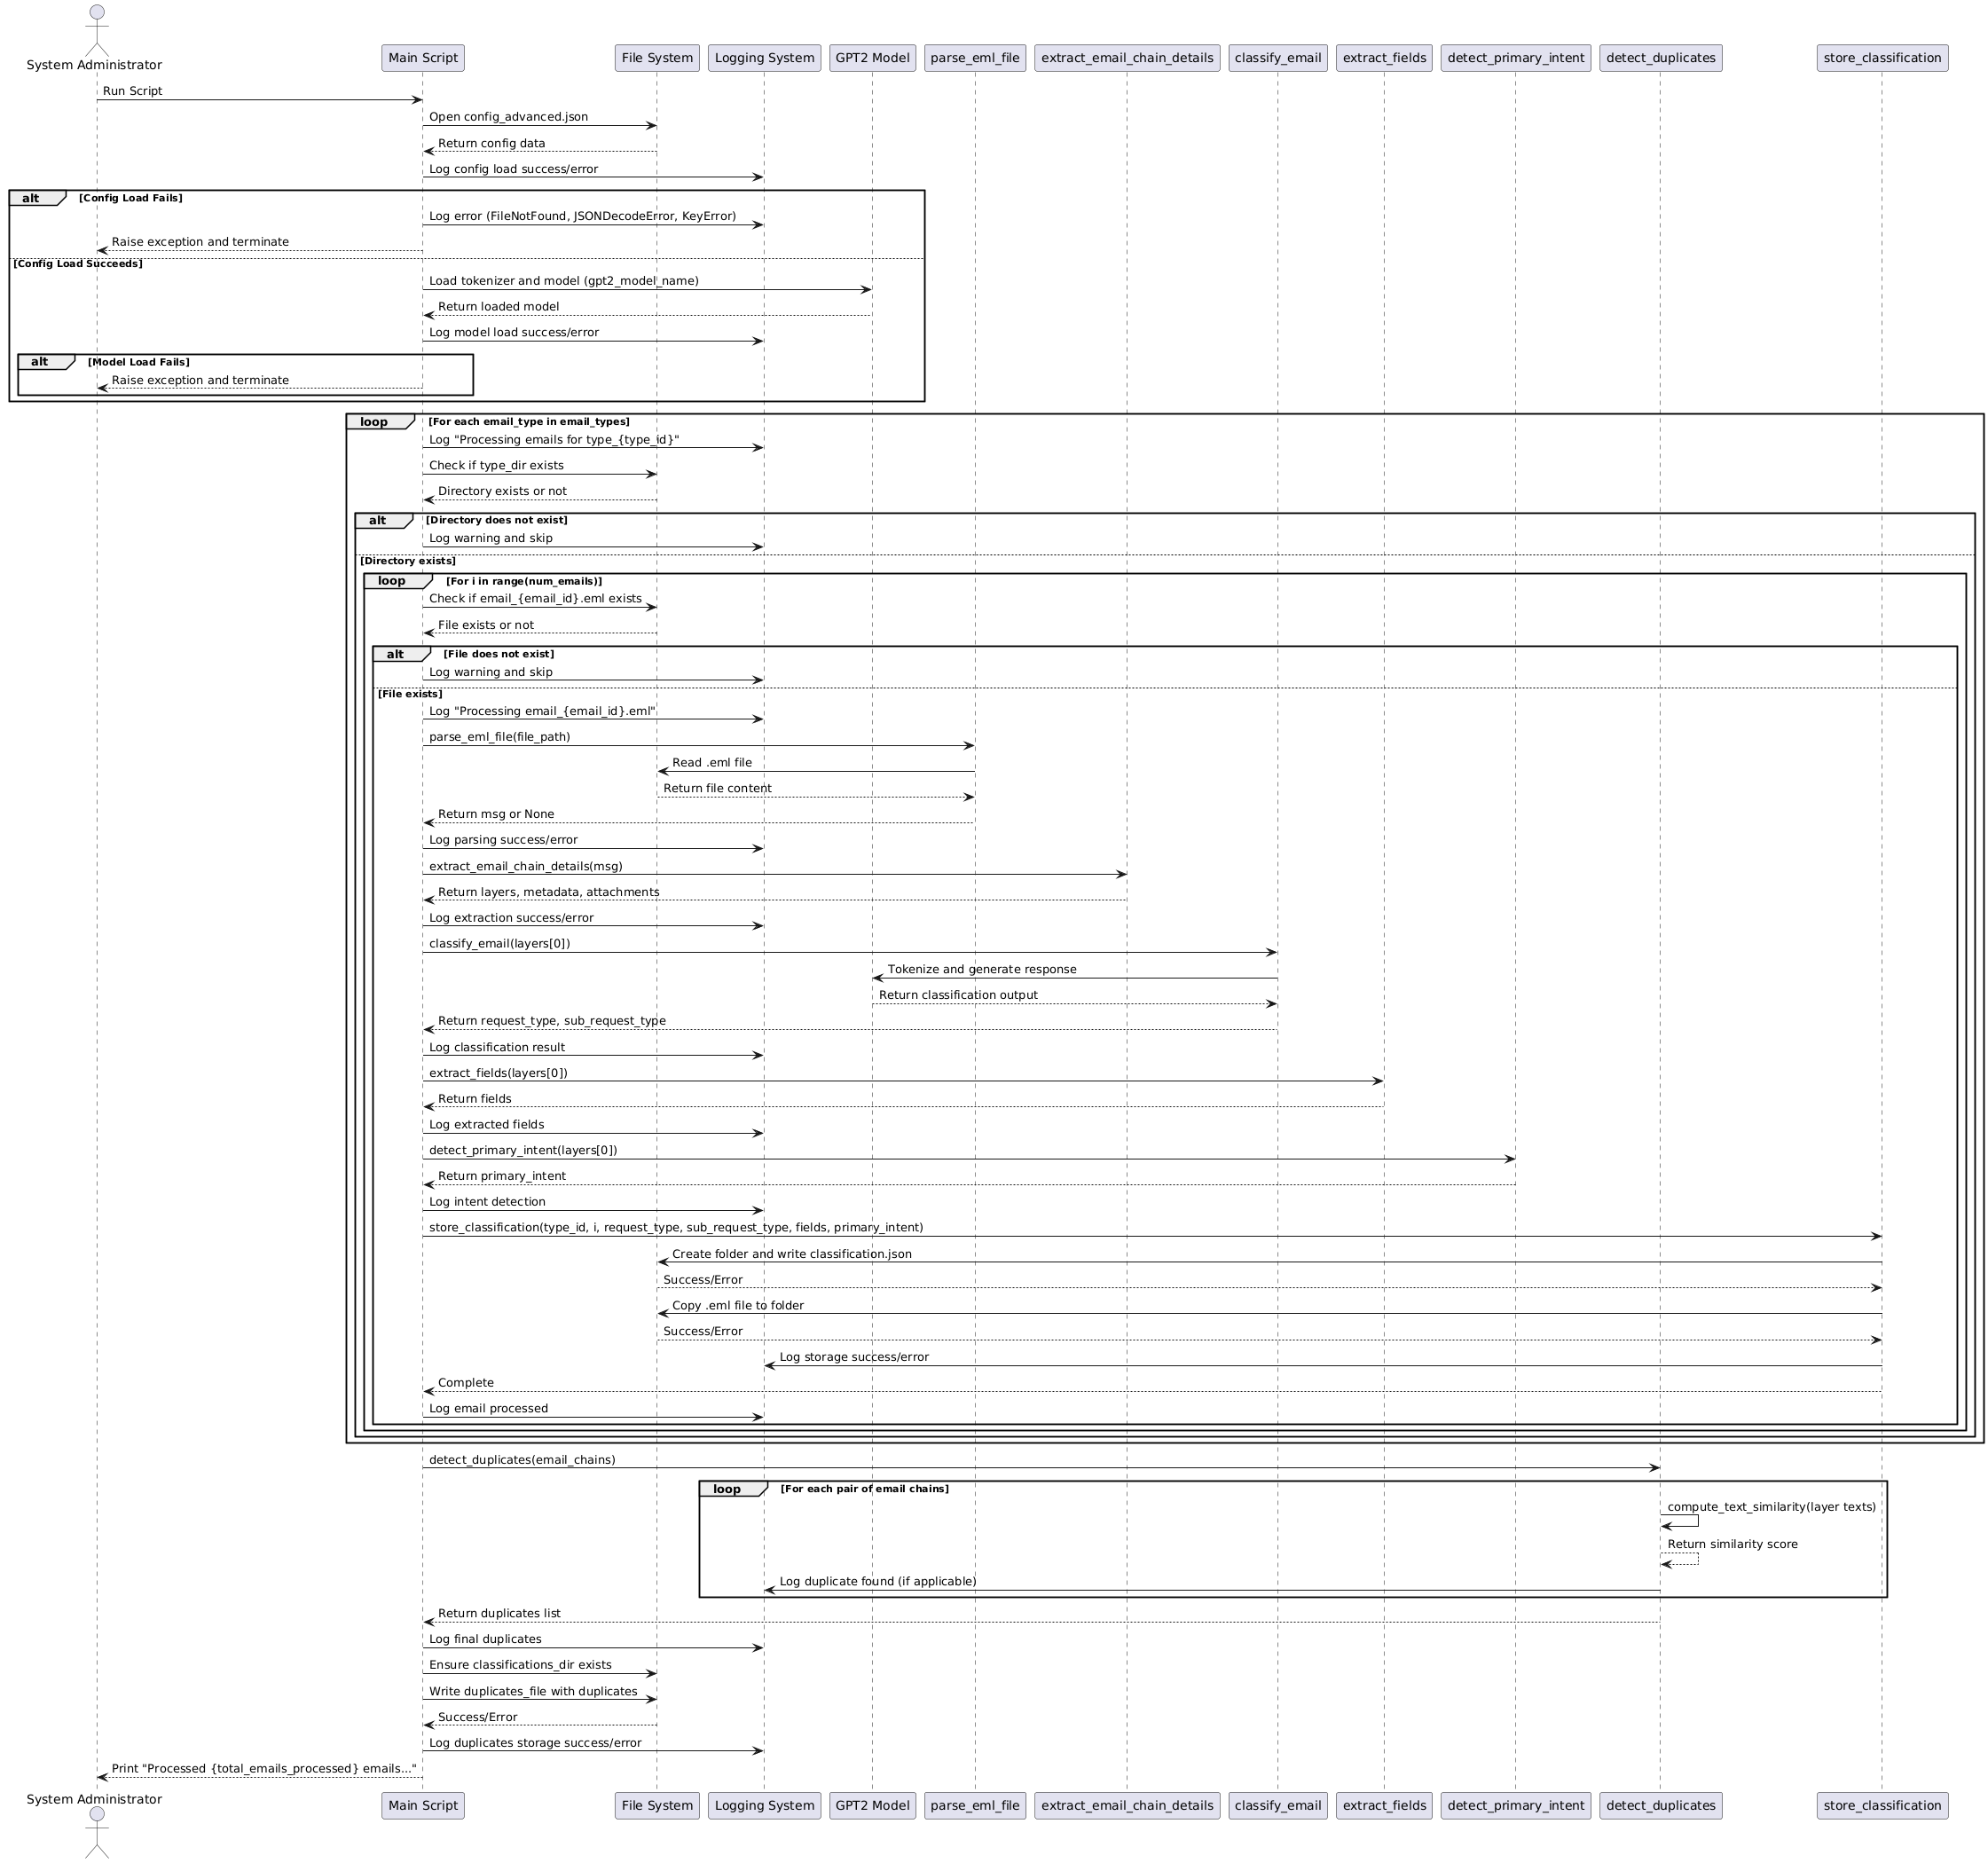 System Administrator
Main Script
File System
Logging System
GPT2 Model
parse_eml_file
extract_email_chain_details
classify_email
extract_fields
detect_primary_intent
detect_duplicates
store_classification
Run Script
Open config_advanced.json
Return config data
Log config load success/error
alt [Config Load Fails]
Log error (FileNotFound, JSONDecodeError, KeyError)
Raise exception and terminate
[Config Load Succeeds]
Load tokenizer and model (gpt2_model_name)
Return loaded model
Log model load success/error
alt [Model Load Fails]
Raise exception and terminate
loop [For each email_type in email_types]
Log "Processing emails for type_{type_id}"
Check if type_dir exists
Directory exists or not
alt [Directory does not exist]
Log warning and skip
[Directory exists]
loop [For i in range(num_emails)]
Check if email_{email_id}.eml exists
File exists or not
alt [File does not exist]
Log warning and skip
[File exists]
Log "Processing email_{email_id}.eml"
parse_eml_file(file_path)
Read .eml file
Return file content
Return msg or None
Log parsing success/error
extract_email_chain_details(msg)
Return layers, metadata, attachments
Log extraction success/error
classify_email(layers[0])
Tokenize and generate response
Return classification output
Return request_type, sub_request_type
Log classification result
extract_fields(layers[0])
Return fields
Log extracted fields
detect_primary_intent(layers[0])
Return primary_intent
Log intent detection
store_classification(type_id, i, request_type, sub_request_type, fields, primary_intent)
Create folder and write classification.json
Success/Error
Copy .eml file to folder
Success/Error
Log storage success/error
Complete
Log email processed
detect_duplicates(email_chains)
loop [For each pair of email chains]
compute_text_similarity(layer texts)
Return similarity score
Log duplicate found (if applicable)
Return duplicates list
Log final duplicates
Ensure classifications_dir exists
Write duplicates_file with duplicates
Success/Error
Log duplicates storage success/error
Print "Processed {total_emails_processed} emails..."
System Administrator
Main Script
File System
Logging System
GPT2 Model
parse_eml_file
extract_email_chain_details
classify_email
extract_fields
detect_primary_intent
detect_duplicates
store_classification